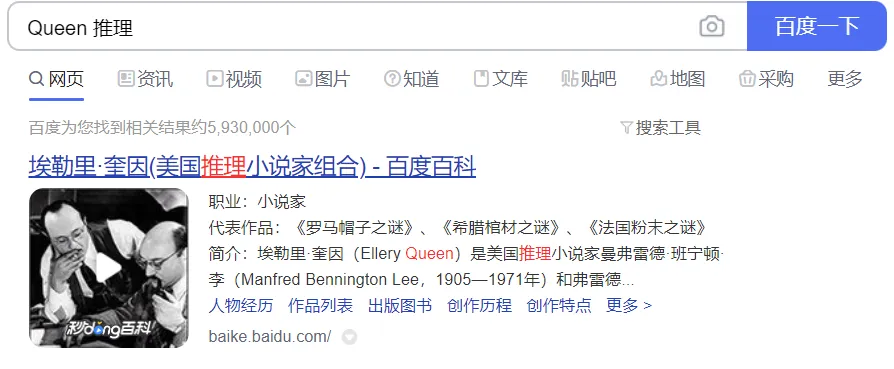 Queen 推理
百度一下
网页 资讯 视频 图片 知道 文库 贴吧 地图 采购 更多
百度为您找到相关结果约5,930,000个
搜索工具
埃勒里·奎因(美国推理小说家组合) - 百度百科
职业：小说家
代表作品：《罗马帽子之谜》、《希腊棺材之谜》、《法国粉末之谜》
简介：埃勒里·奎因（Ellery Queen）是美国推理小说家曼弗雷德·班宁顿·
李（Manfred Bennington Lee，1905—1971年）和弗雷德...
人物经历 作品列表 出版图书 创作历程 创作特点 更多 >
秒dong百科
baike.baidu.com/